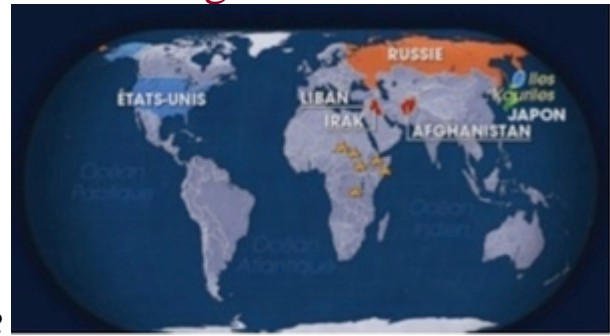 RUSSIE
Iles
Kouriles
ÉTATS-UNIS
LIBAN
JAPON
IRAK
AFGHANISTAN
Océan
Pacifique
Océan
Indien
Océan
Atlantique